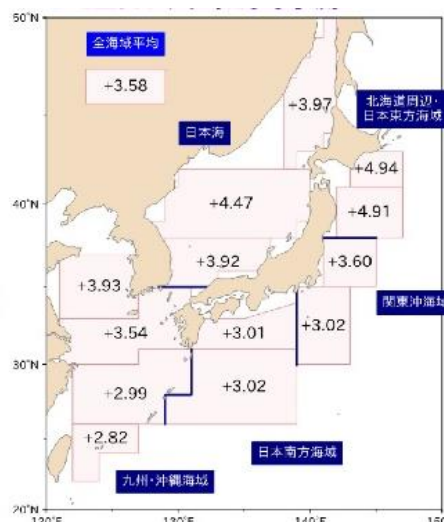 50°N
全海域平均
+3.58
+3.97
北海道周辺・
日本東方海域
日本海
+4.94
40°N
+4.47
+4.91
+3.92
+3.60
+3.93
関東沖海域
+3.54
+3.01
+3.02
30°N
+2.99
+3.02
+2.82
日本南方海域
九州・沖縄海域
20°N